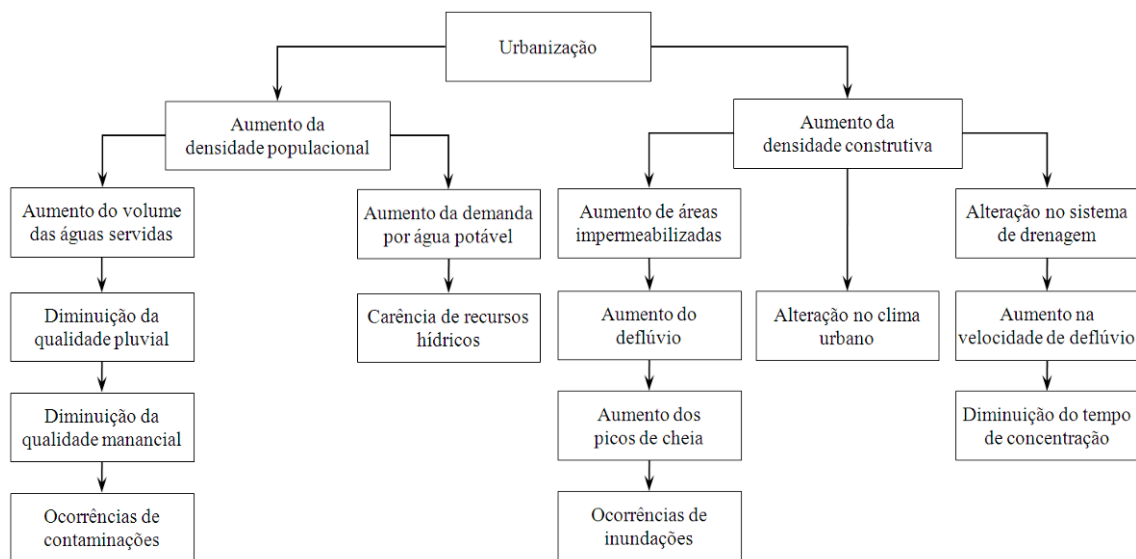 Urbanização
Aumento da
densidade populacional
Aumento da
densidade construtiva
Aumento do volume
das águas servidas
Aumento da demanda
por água potável
Aumento de áreas
impermeabilizadas
Alteração no sistema
de drenagem
Diminuição da
qualidade pluvial
Carência de recursos
hídricos
Aumento do
deflúvio
Alteração no clima
urbano
Aumento na
velocidade de deflúvio
Diminuição da
qualidade manancial
Aumento dos
picos de cheia
Diminuição do tempo
de concentração
Ocorrências de
contaminações
Ocorrências de
inundações